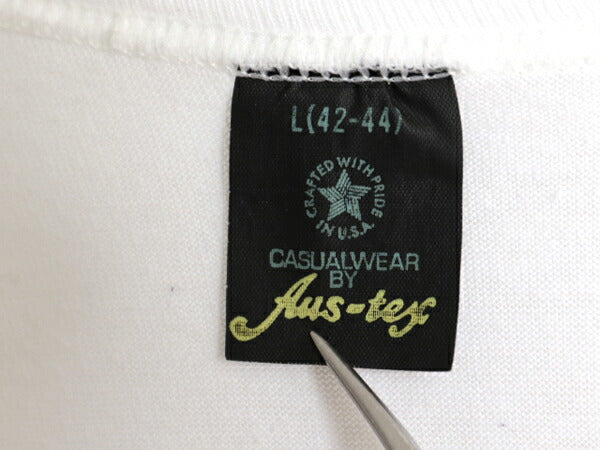 L(42-44)
CRAFTED WITH PRIDE
IN U.S.A.
CASUALWEAR
BY
Aus-tex